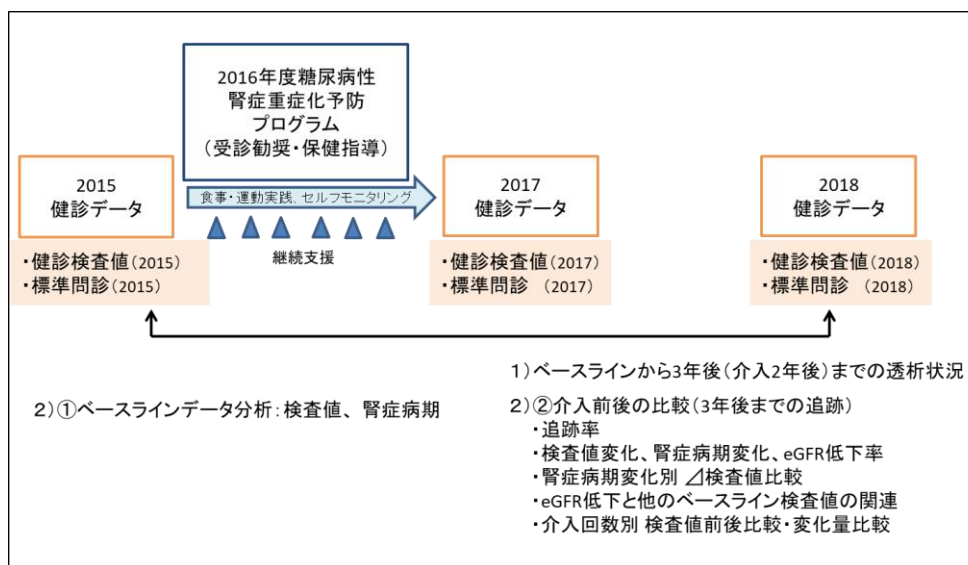 2016年度糖尿病性
腎症重症化予防
プログラム
(受診勧奨・保健指導)
2015
健診データ
食事・運動実践、セルフモニタリング
継続支援
2017
健診データ
2018
健診データ
・健診検査値(2015)
・標準問診(2015)
・健診検査値(2017)
・標準問診 (2017)
・健診検査値(2018)
・標準問診 (2018)
1)ベースラインから3年後(介入2年後)までの透析状況
2)①ベースラインデータ分析:検査値、腎症病期
2)②介入前後の比較(3年後までの追跡)
・追跡率
・検査値変化、腎症病期変化、eGFR低下率
・腎症病期変化別 ⊿検査値比較
・eGFR低下と他のベースライン検査値の関連
・介入回数別 検査値前後比較・変化量比較